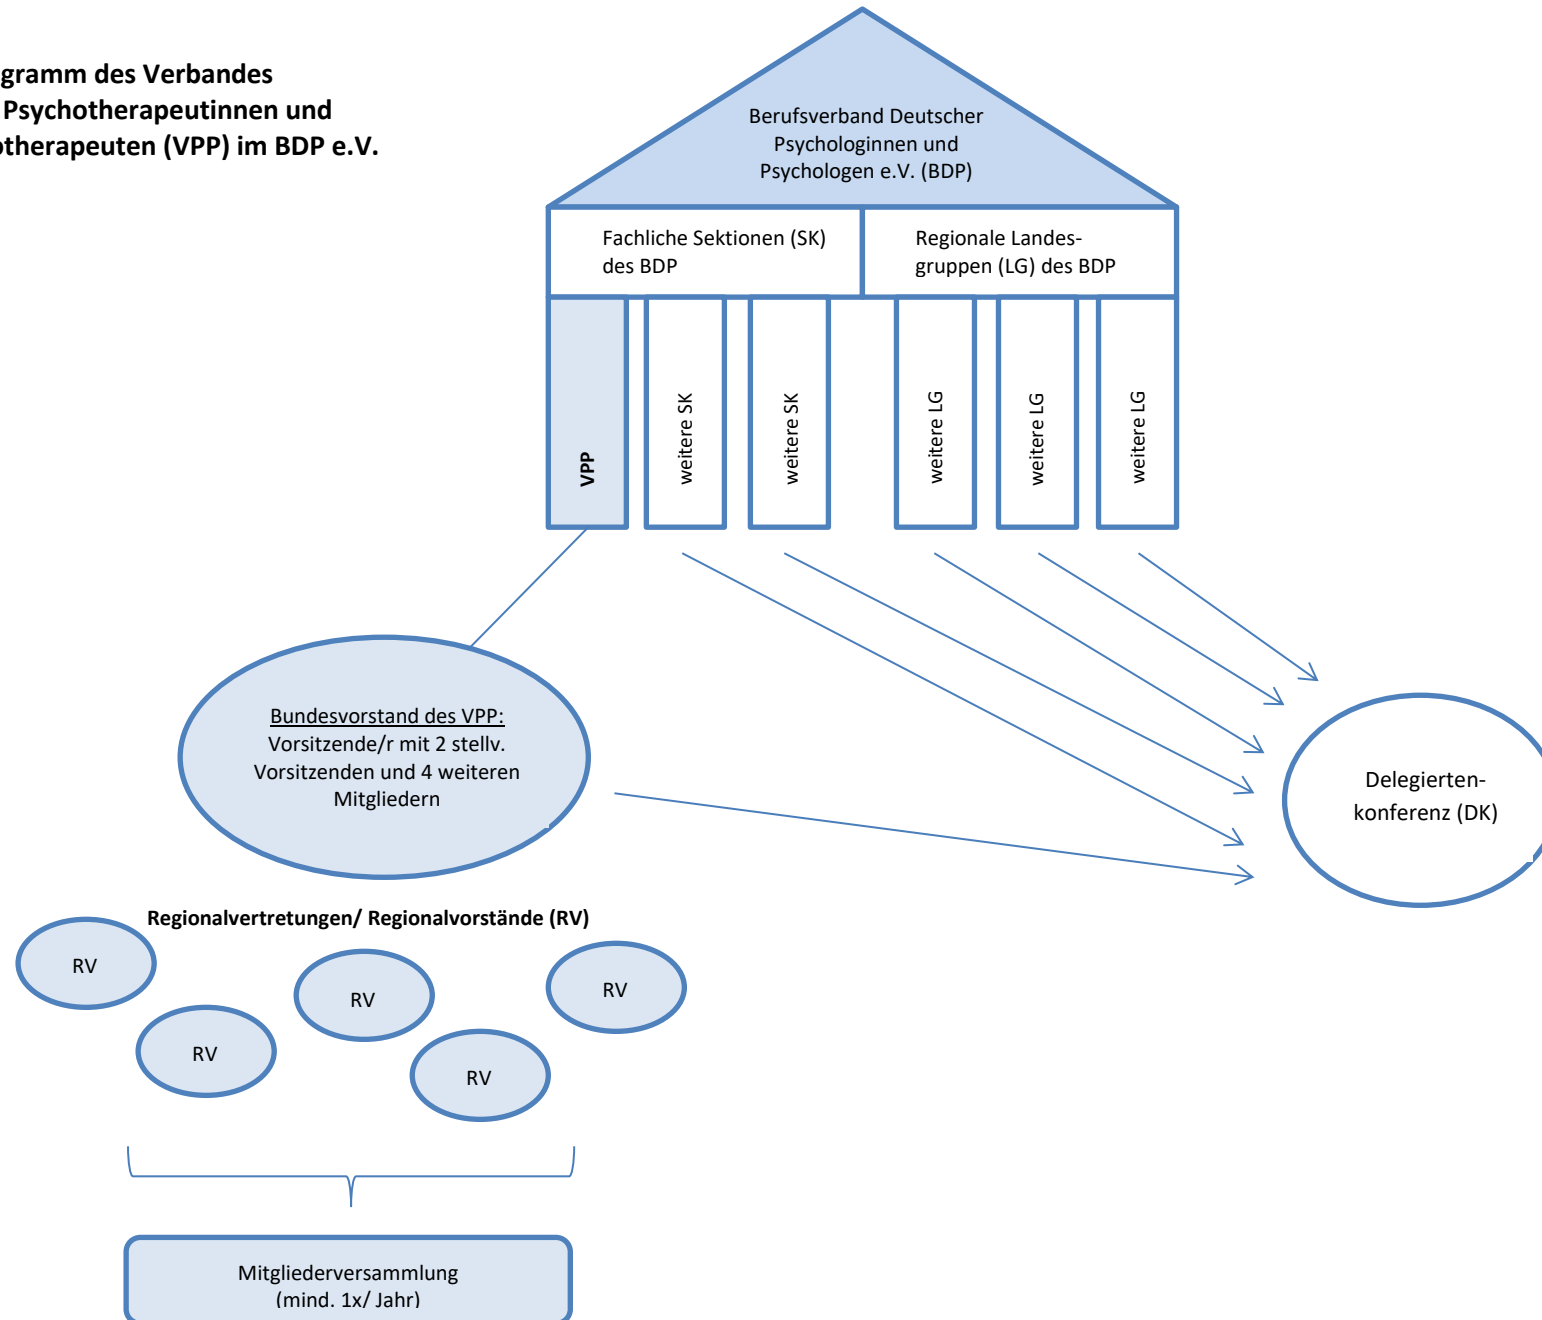 ogramm des Verbandes
Psychotherapeutinnen und
otherapeuten (VPP) im BDP e.V.
Berufsverband Deutscher
Psychologinnen und
Psychologen e.V. (BDP)
Fachliche Sektionen (SK)
des BDP
Regionale Landes-
gruppen (LG) des BDP
VPP
weitere SK
weitere SK
weitere LG
weitere LG
weitere LG
Bundesvorstand des VPP:
Vorsitzende/r mit 2 stellv.
Vorsitzenden und 4 weiteren
Mitgliedern
Delegierten-
konferenz (DK)
Regionalvertretungen/ Regionalvorstände (RV)
RV
RV
RV
RV
RV
Mitgliederversammlung
(mind. 1x/ Jahr)